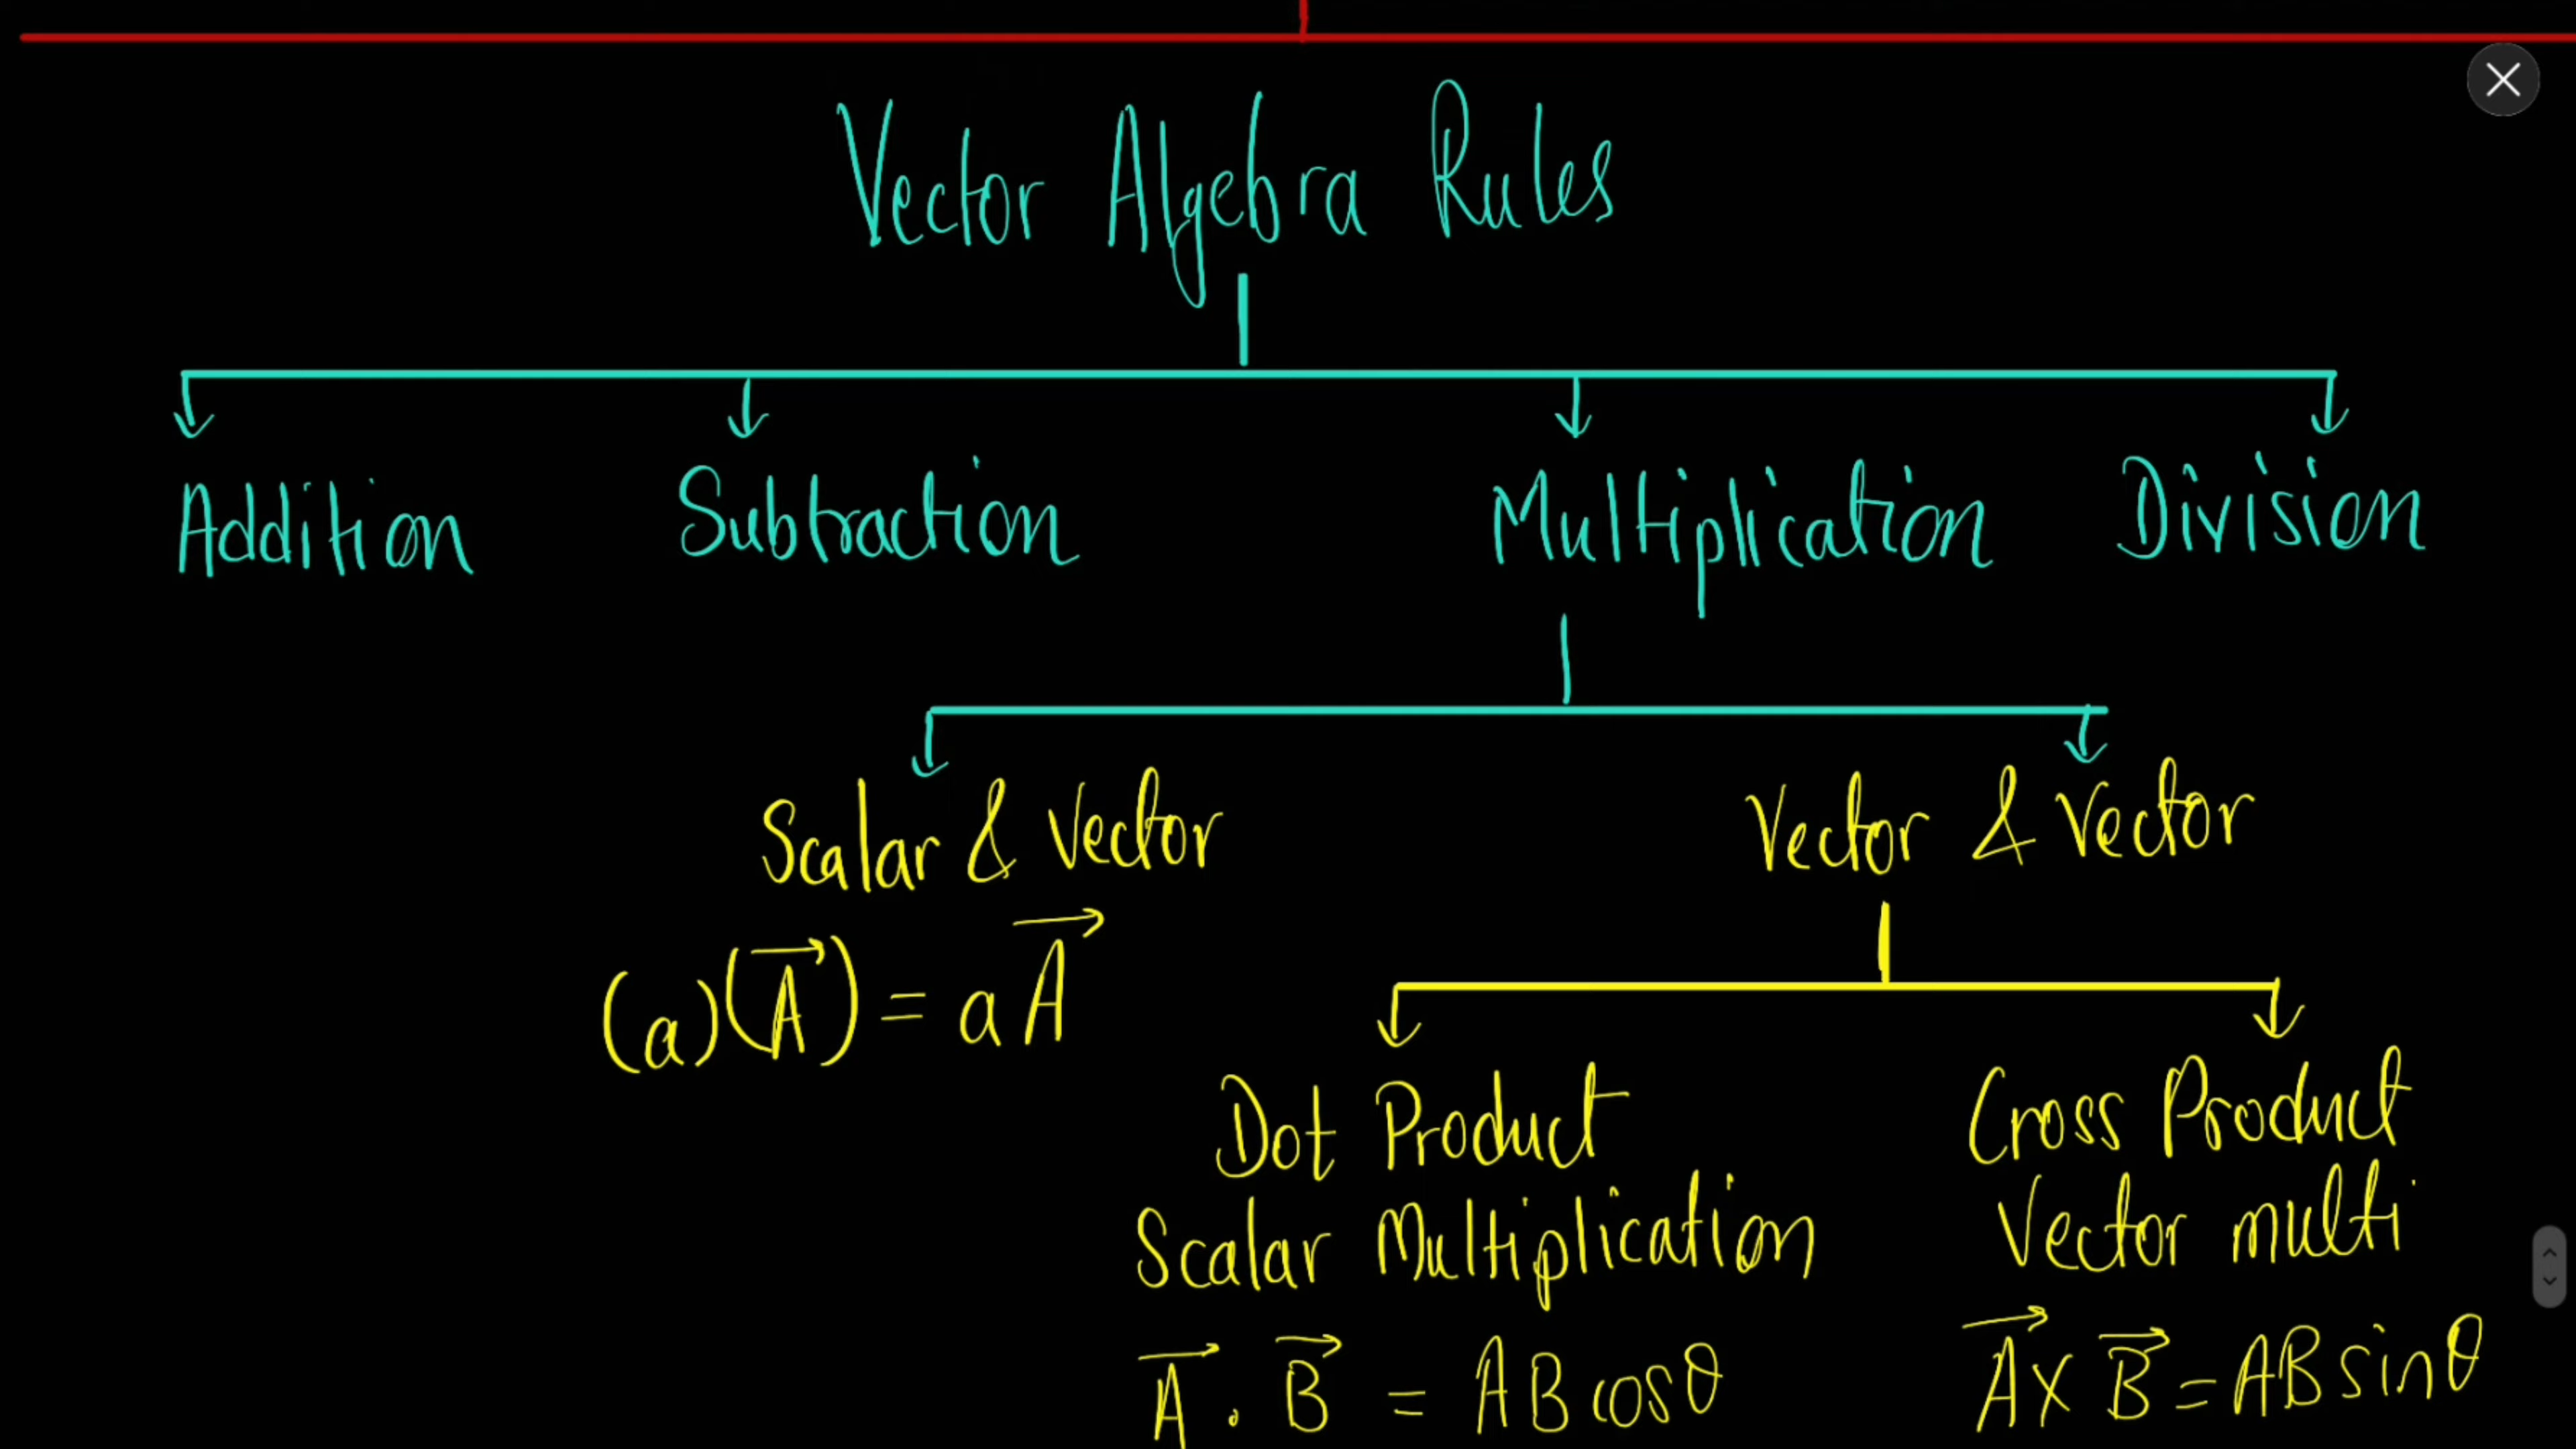 Vector Algebra Rules
Addition Subtraction Multiplication Division
Scalar & Vector Vector & Vector
(a)(A⃗) = aA⃗
Dot Product Cross Product
Scalar Multiplication Vector multi
A⃗ . B⃗ = AB cosθ A⃗ x B⃗ = AB sinθ